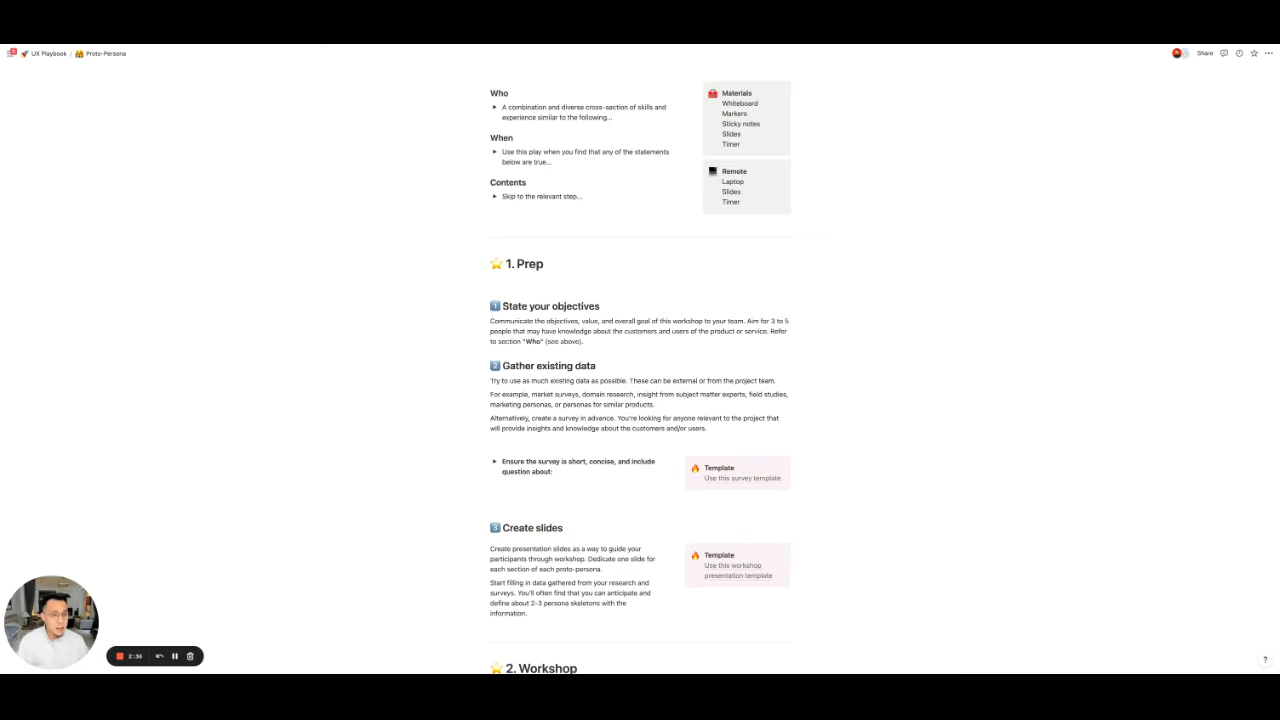 UX Playbook / Proto-Persona
Share
Who
A combination and diverse cross-section of skills and
experience similar to the following...
When
Use this play when you find that any of the statements
below are true...
Contents
Skip to the relevant step...
Materials
Whiteboard
Markers
Sticky notes
Slides
Timer
Remote
Laptop
Slides
Timer
1. Prep
1 State your objectives
Communicate the objectives, value, and overall goal of this workshop to your team. Aim for 3 to 5
people that may have knowledge about the customers and users of the product or service. Refer
to section "Who" (see above).
2 Gather existing data
Try to use as much existing data as possible. These can be external or from the project team.
For example, market surveys, domain research, insight from subject matter experts, field studies,
marketing personas, or personas for similar products.
Alternatively, create a survey in advance. You're looking for anyone relevant to the project that
will provide insights and knowledge about the customers and/or users.
Ensure the survey is short, concise, and include
question about:
Template
Use this survey template
3 Create slides
Create presentation slides as a way to guide your
participants through workshop. Dedicate one slide for
each section of each proto-persona.
Start filling in data gathered from your research and
surveys. You'll often find that you can anticipate and
define about 2-3 persona skeletons with the
information.
Template
Use this workshop
presentation template
2:36
2. Workshop
?